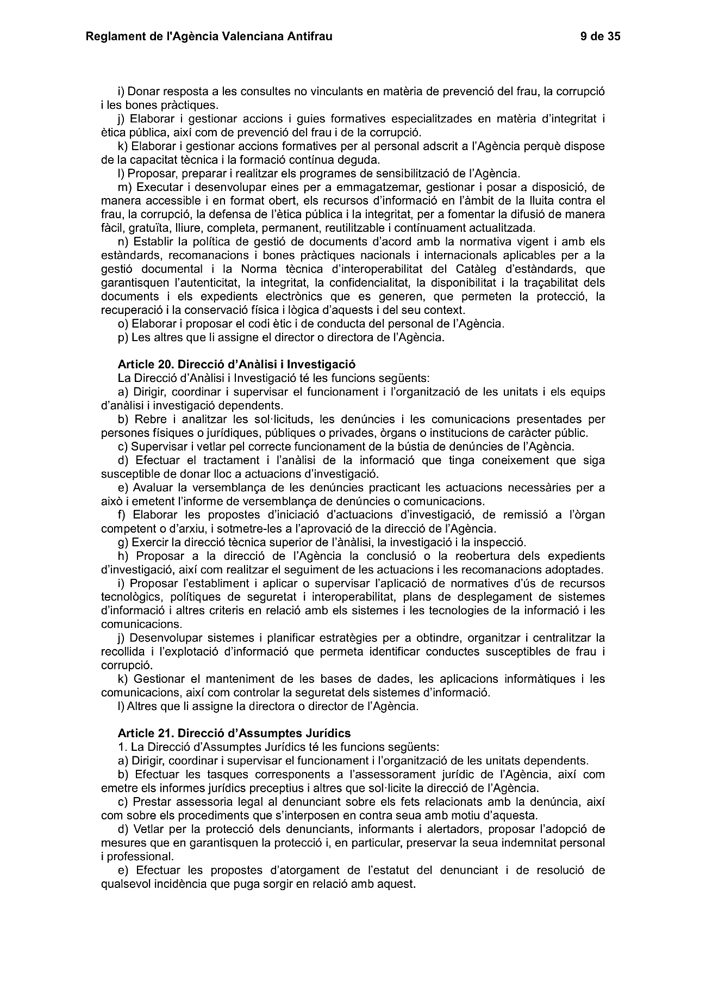 Reglament de l'Agència Valenciana Antifrau 9 de 35
i) Donar resposta a les consultes no vinculants en matèria de prevenció del frau, la corrupció
i les bones pràctiques.
j) Elaborar i gestionar accions i guies formatives especialitzades en matèria d’integritat i
ètica pública, així com de prevenció del frau i de la corrupció.
k) Elaborar i gestionar accions formatives per al personal adscrit a l’Agència perquè dispose
de la capacitat tècnica i la formació contínua deguda.
l) Proposar, preparar i realitzar els programes de sensibilització de l’Agència.
m) Executar i desenvolupar eines per a emmagatzemar, gestionar i posar a disposició, de
manera accessible i en format obert, els recursos d’informació en l’àmbit de la lluita contra el
frau, la corrupció, la defensa de l’ètica pública i la integritat, per a fomentar la difusió de manera
fàcil, gratuïta, lliure, completa, permanent, reutilitzable i contínuament actualitzada.
n) Establir la política de gestió de documents d’acord amb la normativa vigent i amb els
estàndards, recomanacions i bones pràctiques nacionals i internacionals aplicables per a la
gestió documental i la Norma tècnica d’interoperabilitat del Catàleg d’estàndards, que
garantisquen l’autenticitat, la integritat, la confidencialitat, la disponibilitat i la traçabilitat dels
documents i els expedients electrònics que es generen, que permeten la protecció, la
recuperació i la conservació física i lògica d’aquests i del seu context.
o) Elaborar i proposar el codi ètic i de conducta del personal de l’Agència.
p) Les altres que li assigne el director o directora de l’Agència.
Article 20. Direcció d’Anàlisi i Investigació
La Direcció d’Anàlisi i Investigació té les funcions següents:
a) Dirigir, coordinar i supervisar el funcionament i l’organització de les unitats i els equips
d’anàlisi i investigació dependents.
b) Rebre i analitzar les sol·licituds, les denúncies i les comunicacions presentades per
persones físiques o jurídiques, públiques o privades, òrgans o institucions de caràcter públic.
c) Supervisar i vetlar pel correcte funcionament de la bústia de denúncies de l’Agència.
d) Efectuar el tractament i l’anàlisi de la informació que tinga coneixement que siga
susceptible de donar lloc a actuacions d’investigació.
e) Avaluar la versemblança de les denúncies practicant les actuacions necessàries per a
això i emetent l’informe de versemblança de denúncies o comunicacions.
f) Elaborar les propostes d’iniciació d’actuacions d’investigació, de remissió a l’òrgan
competent o d’arxiu, i sotmetre-les a l’aprovació de la direcció de l’Agència.
g) Exercir la direcció tècnica superior de l’ànàlisi, la investigació i la inspecció.
h) Proposar a la direcció de l’Agència la conclusió o la reobertura dels expedients
d’investigació, així com realitzar el seguiment de les actuacions i les recomanacions adoptades.
i) Proposar l’establiment i aplicar o supervisar l’aplicació de normatives d’ús de recursos
tecnològics, polítiques de seguretat i interoperabilitat, plans de desplegament de sistemes
d’informació i altres criteris en relació amb els sistemes i les tecnologies de la informació i les
comunicacions.
j) Desenvolupar sistemes i planificar estratègies per a obtindre, organitzar i centralitzar la
recollida i l’explotació d’informació que permeta identificar conductes susceptibles de frau i
corrupció.
k) Gestionar el manteniment de les bases de dades, les aplicacions informàtiques i les
comunicacions, així com controlar la seguretat dels sistemes d’informació.
l) Altres que li assigne la directora o director de l’Agència.
Article 21. Direcció d’Assumptes Jurídics
1. La Direcció d’Assumptes Jurídics té les funcions següents:
a) Dirigir, coordinar i supervisar el funcionament i l’organització de les unitats dependents.
b) Efectuar les tasques corresponents a l’assessorament jurídic de l’Agència, així com
emetre els informes jurídics preceptius i altres que sol·licite la direcció de l’Agència.
c) Prestar assessoria legal al denunciant sobre els fets relacionats amb la denúncia, així
com sobre els procediments que s’interposen en contra seua amb motiu d’aquesta.
d) Vetlar per la protecció dels denunciants, informants i alertadors, proposar l’adopció de
mesures que en garantisquen la protecció i, en particular, preservar la seua indemnitat personal
i professional.
e) Efectuar les propostes d’atorgament de l’estatut del denunciant i de resolució de
qualsevol incidència que puga sorgir en relació amb aquest.